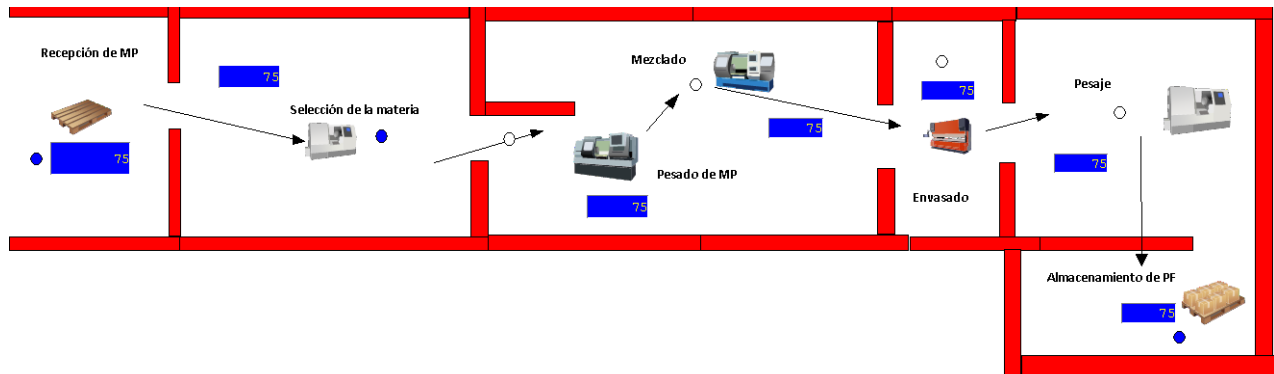 Recepción de MP
75
75
Selección de la materia
Pesado de MP
75
Mezclado
75
75
Envasado
Pesaje
75
Almacenamiento de PF
75